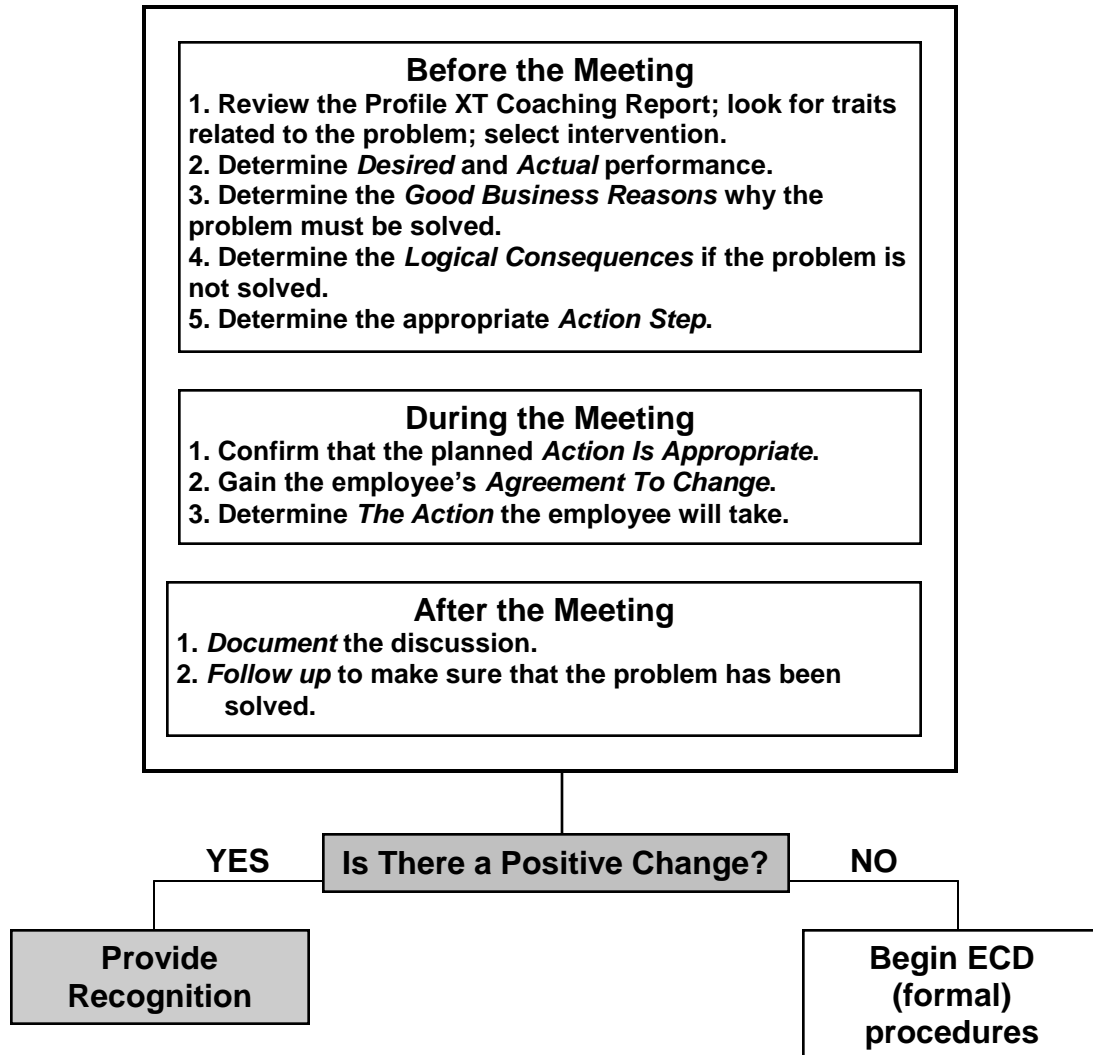 Before the Meeting
1. Review the Profile XT Coaching Report; look for traits
related to the problem; select intervention.
2. Determine Desired and Actual performance.
3. Determine the Good Business Reasons why the
problem must be solved.
4. Determine the Logical Consequences if the problem is
not solved.
5. Determine the appropriate Action Step.
During the Meeting
1. Confirm that the planned Action Is Appropriate.
2. Gain the employee's Agreement To Change.
3. Determine The Action the employee will take.
After the Meeting
1. Document the discussion.
2. Follow up to make sure that the problem has been
solved.
YES
Is There a Positive Change?
NO
Provide
Recognition
Begin ECD
(formal)
procedures